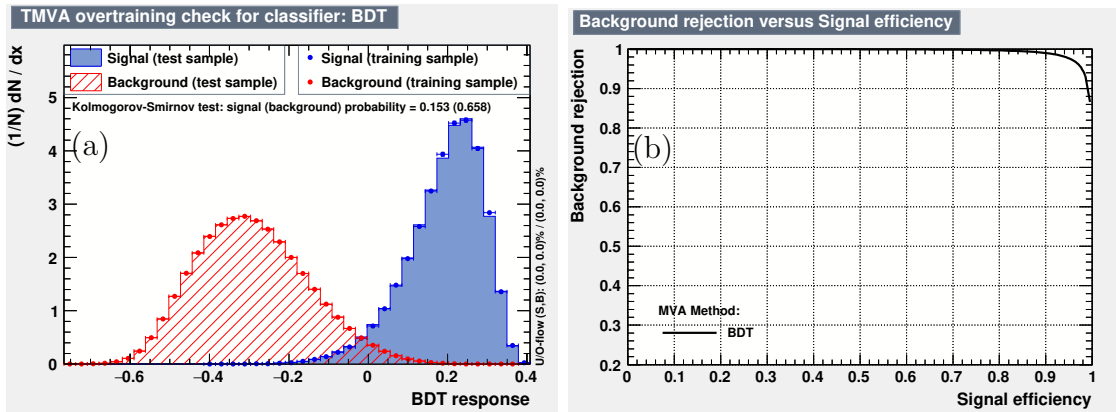 TMVA overtraining check for classifier: BDT
Signal (test sample)
Background (test sample)
Signal (training sample)
Background (training sample)
Kolmogorov-Smirnov test: signal (background) probability = 0.153 (0.658)
(a)
(1/N) dN / dx
5
4
3
2
1
0
−0.6
−0.4
−0.2
0
0.2
0.4
BDT response
U/O-flow (S,B): (0.0, 0.0)% / (0.0, 0.0)%
Background rejection versus Signal efficiency
(b)
Background rejection
1
0.9
0.8
0.7
0.6
0.5
0.4
0.3
0.2
MVA Method:
BDT
0
0.1
0.2
0.3
0.4
0.5
0.6
0.7
0.8
0.9
1
Signal efficiency